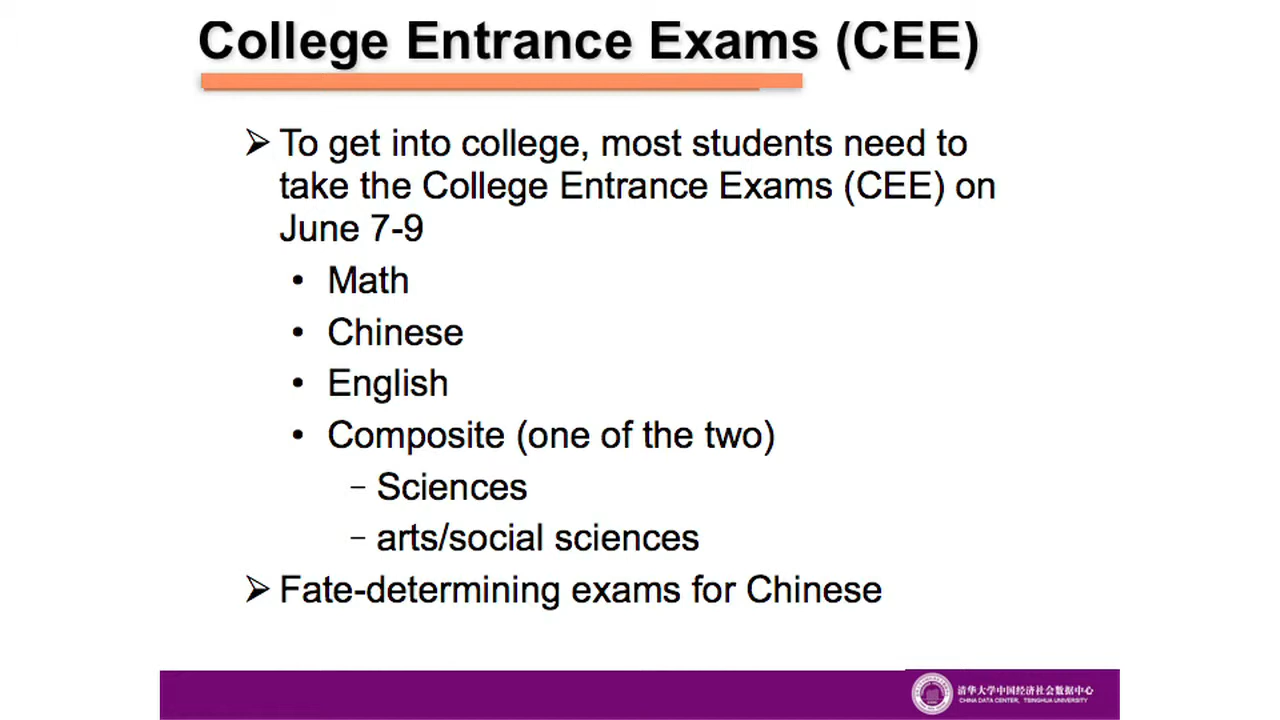 College Entrance Exams (CEE)
➢ To get into college, most students need to
take the College Entrance Exams (CEE) on
June 7-9
• Math
• Chinese
• English
• Composite (one of the two)
– Sciences
– arts/social sciences
➢ Fate-determining exams for Chinese
清华大学中国经济社会数据中心
CHINA DATA CENTER, TSINGHUA UNIVERSITY